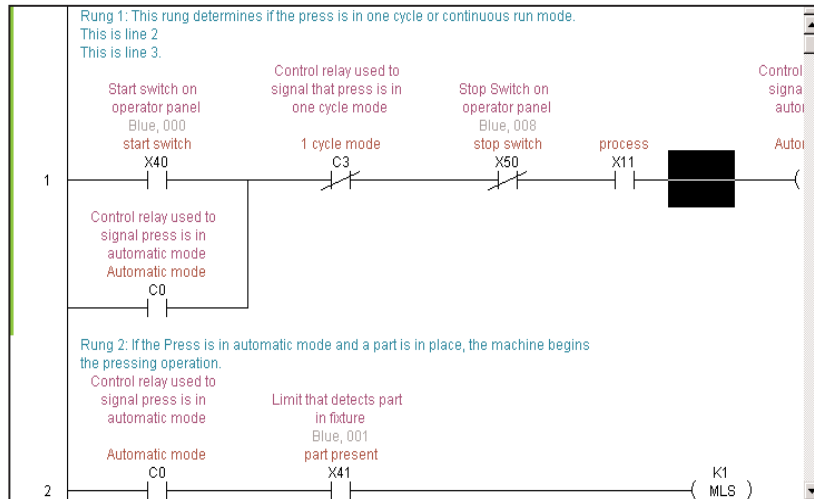 Rung 1: This rung determines if the press is in one cycle or continuous run mode.
This is line 2
This is line 3.
Start switch on
operator panel
Blue, 000
start switch
X40
Control relay used to
signal that press is in
one cycle mode
1 cycle mode
C3
Stop Switch on
operator panel
Blue, 008
stop switch
X50
process
X11
Control
signa
auto
Autor
1
Control relay used to
signal press is in
automatic mode
Automatic mode
C0
Rung 2: If the Press is in automatic mode and a part is in place, the machine begins
the pressing operation.
Control relay used to
signal press is in
automatic mode
Automatic mode
C0
Limit that detects part
in fixture
Blue, 001
part present
X41
K1
MLS
2